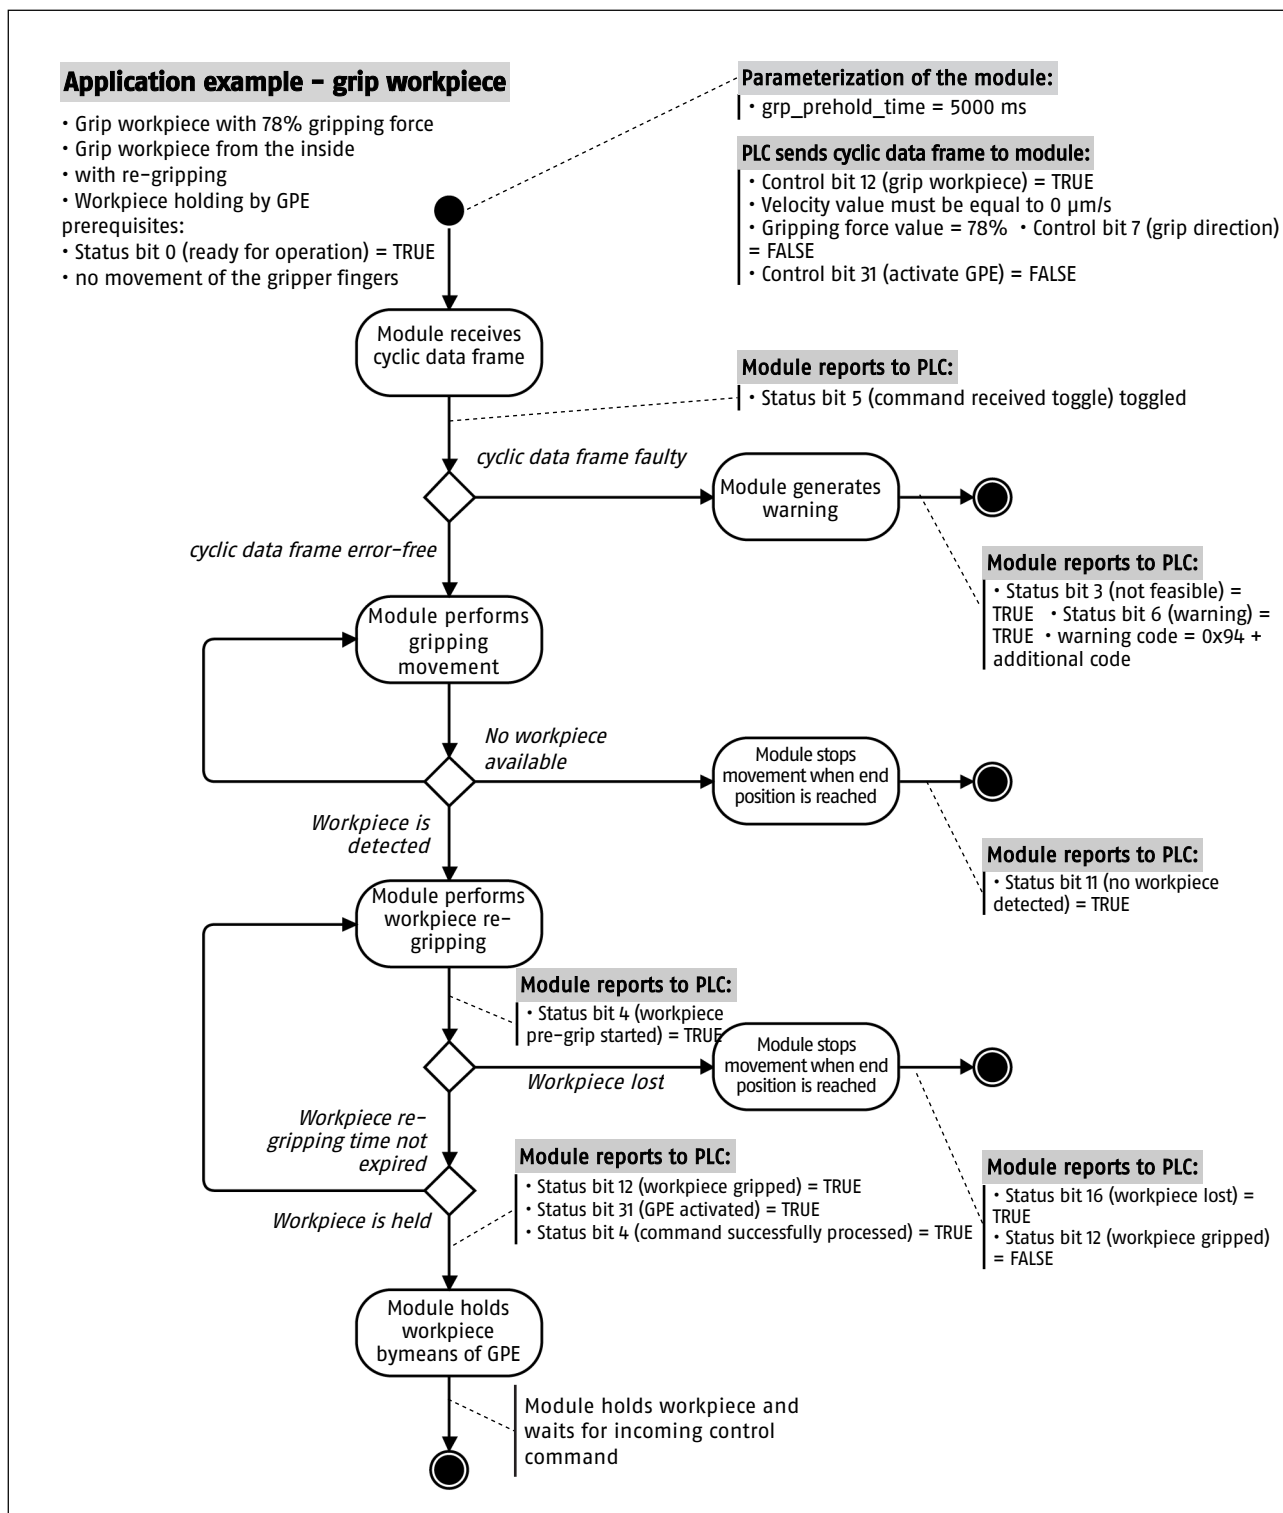 Application example – grip workpiece
• Grip workpiece with 78% gripping force
• Grip workpiece from the inside
• with re-gripping
• Workpiece holding by GPE
prerequisites:
• Status bit 0 (ready for operation) = TRUE
• no movement of the gripper fingers
Parameterization of the module:
• grp_prehold_time = 5000 ms
PLC sends cyclic data frame to module:
• Control bit 12 (grip workpiece) = TRUE
• Velocity value must be equal to 0 µm/s
• Gripping force value = 78% • Control bit 7 (grip direction)
= FALSE
• Control bit 31 (activate GPE) = FALSE
Module receives
cyclic data frame
Module reports to PLC:
• Status bit 5 (command received toggle) toggled
cyclic data frame faulty
Module generates
warning
cyclic data frame error-free
Module reports to PLC:
• Status bit 3 (not feasible) =
TRUE • Status bit 6 (warning) =
TRUE • warning code = 0x94 +
additional code
Module performs
gripping
movement
No workpiece
available
Module stops
movement when end
position is reached
Workpiece is
detected
Module reports to PLC:
• Status bit 11 (no workpiece
detected) = TRUE
Module performs
workpiece re-
gripping
Module reports to PLC:
• Status bit 4 (workpiece
pre-grip started) = TRUE
Module stops
movement when end
position is reached
Workpiece lost
Workpiece re-
gripping time not
expired
Module reports to PLC:
• Status bit 12 (workpiece gripped) = TRUE
• Status bit 31 (GPE activated) = TRUE
• Status bit 4 (command successfully processed) = TRUE
Module reports to PLC:
• Status bit 16 (workpiece lost) =
TRUE
• Status bit 12 (workpiece gripped)
= FALSE
Workpiece is held
Module holds
workpiece
bymeans of GPE
Module holds workpiece and
waits for incoming control
command